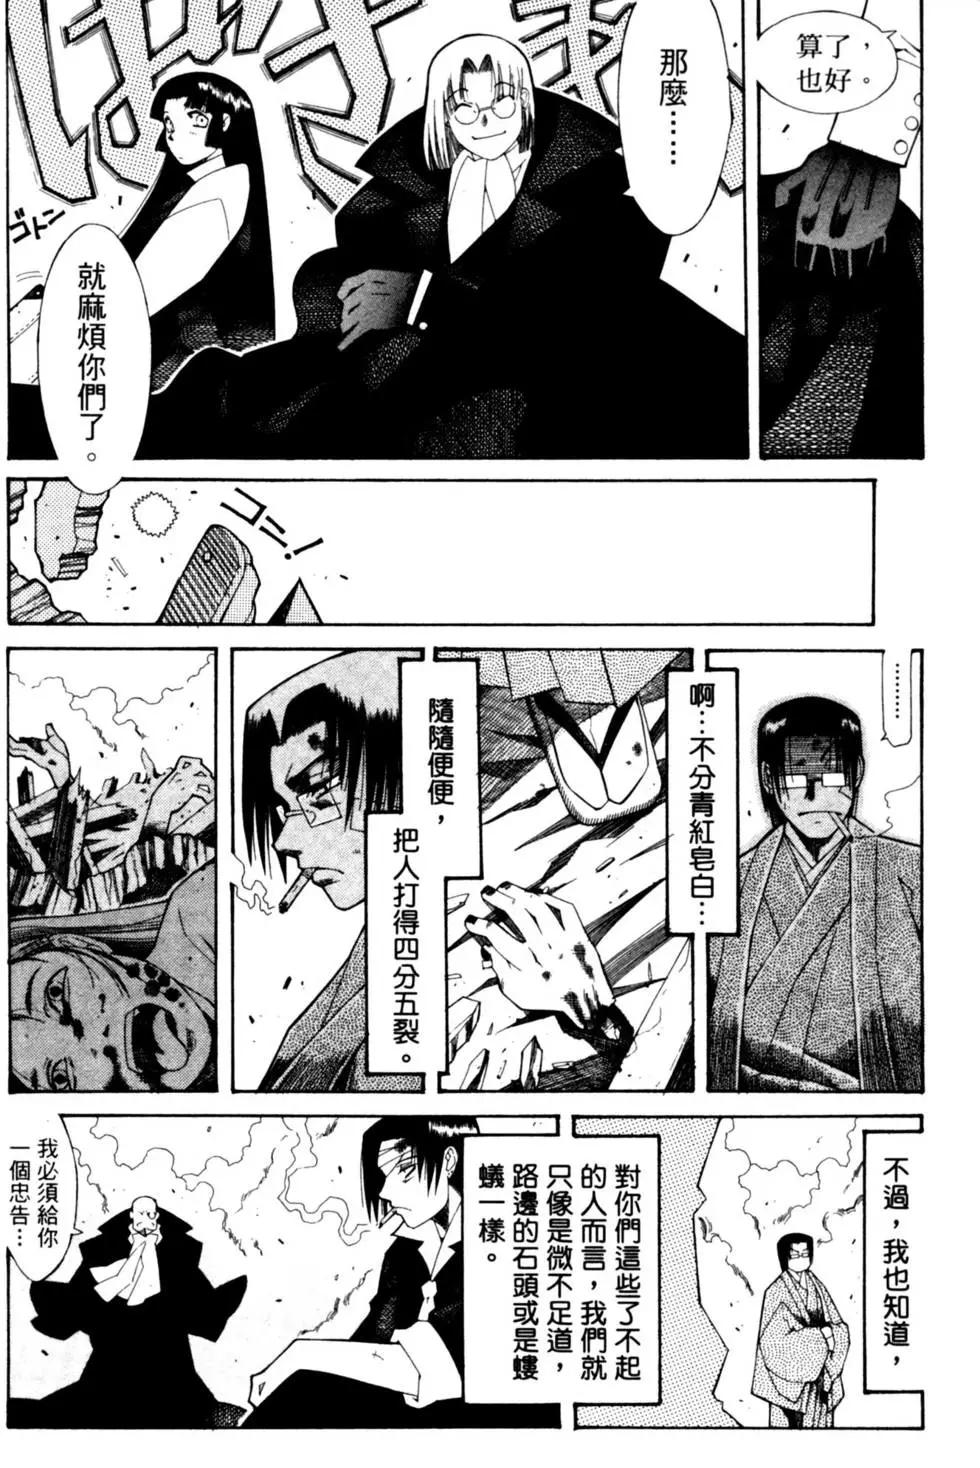 算了，
也好。
那麼……
ばさぁ
ゴトン
就麻煩你們了。
コン！
………
啊…不分青紅皂白…
隨隨便便，
把人打得四分五裂。
不過，我也知道，
對你們這些了不起
的人而言，我們就
只像是微不足道，
路邊的石頭或是螻
蟻一樣。
我必須給你
一個忠告…